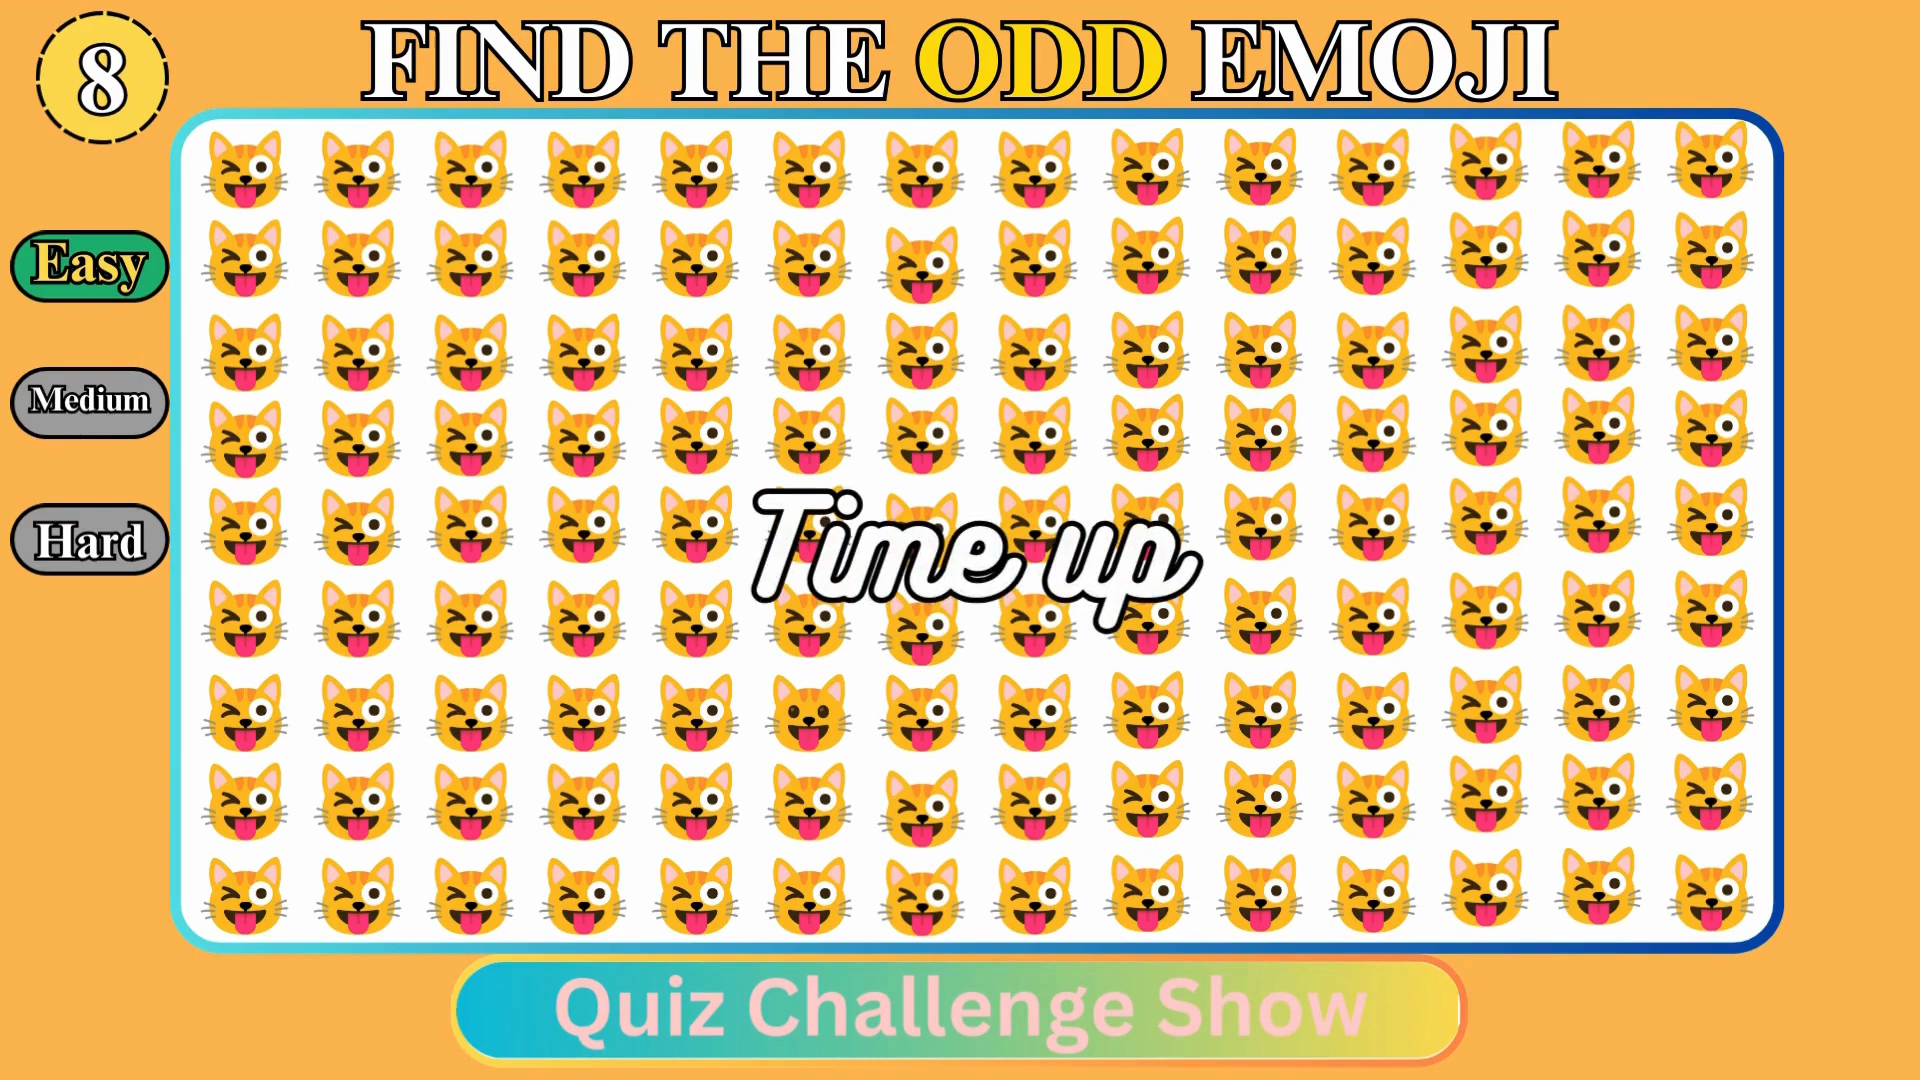 8
FIND THE ODD EMOJI
Easy
Medium
Hard
Time up
Quiz Challenge Show